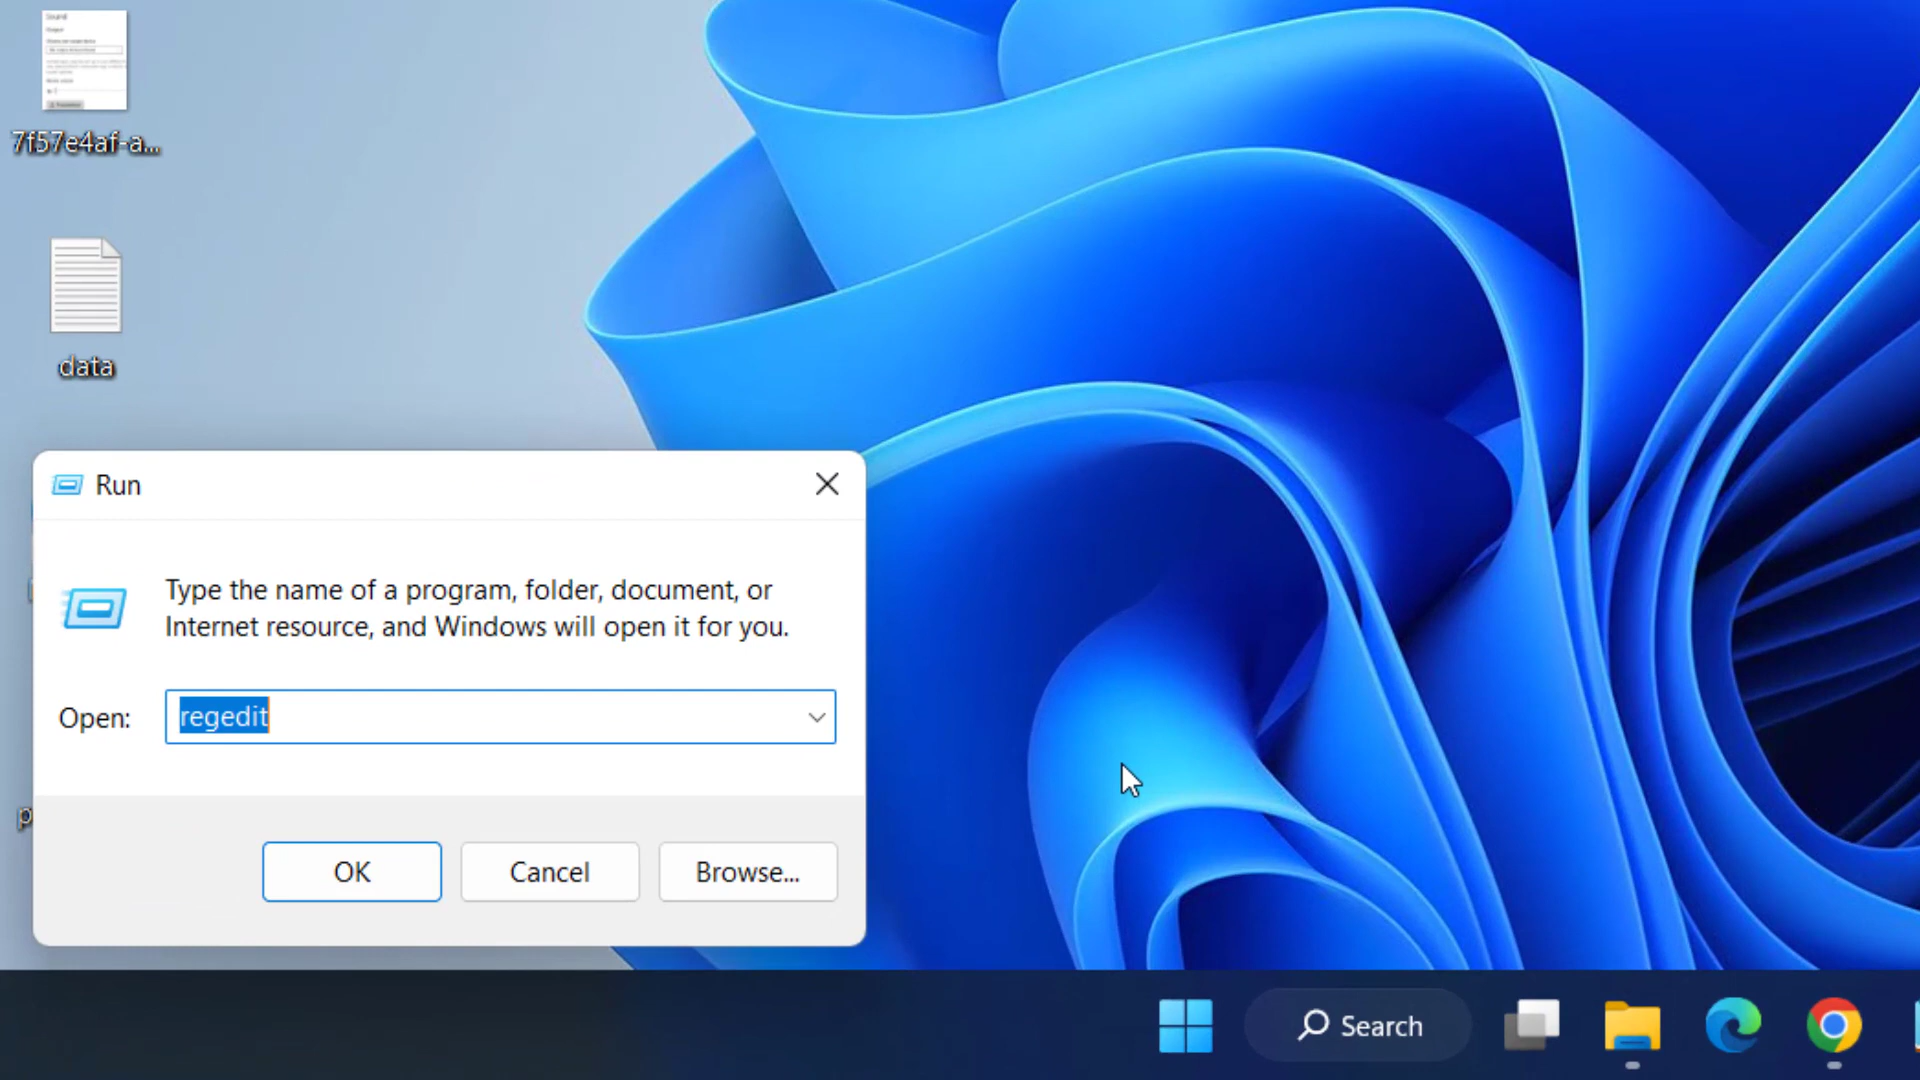 Sound
7f57e4af-a...
data
Run
Type the name of a program, folder, document, or
Internet resource, and Windows will open it for you.
Open:
regedit
p
OK
Cancel
Browse...
Search